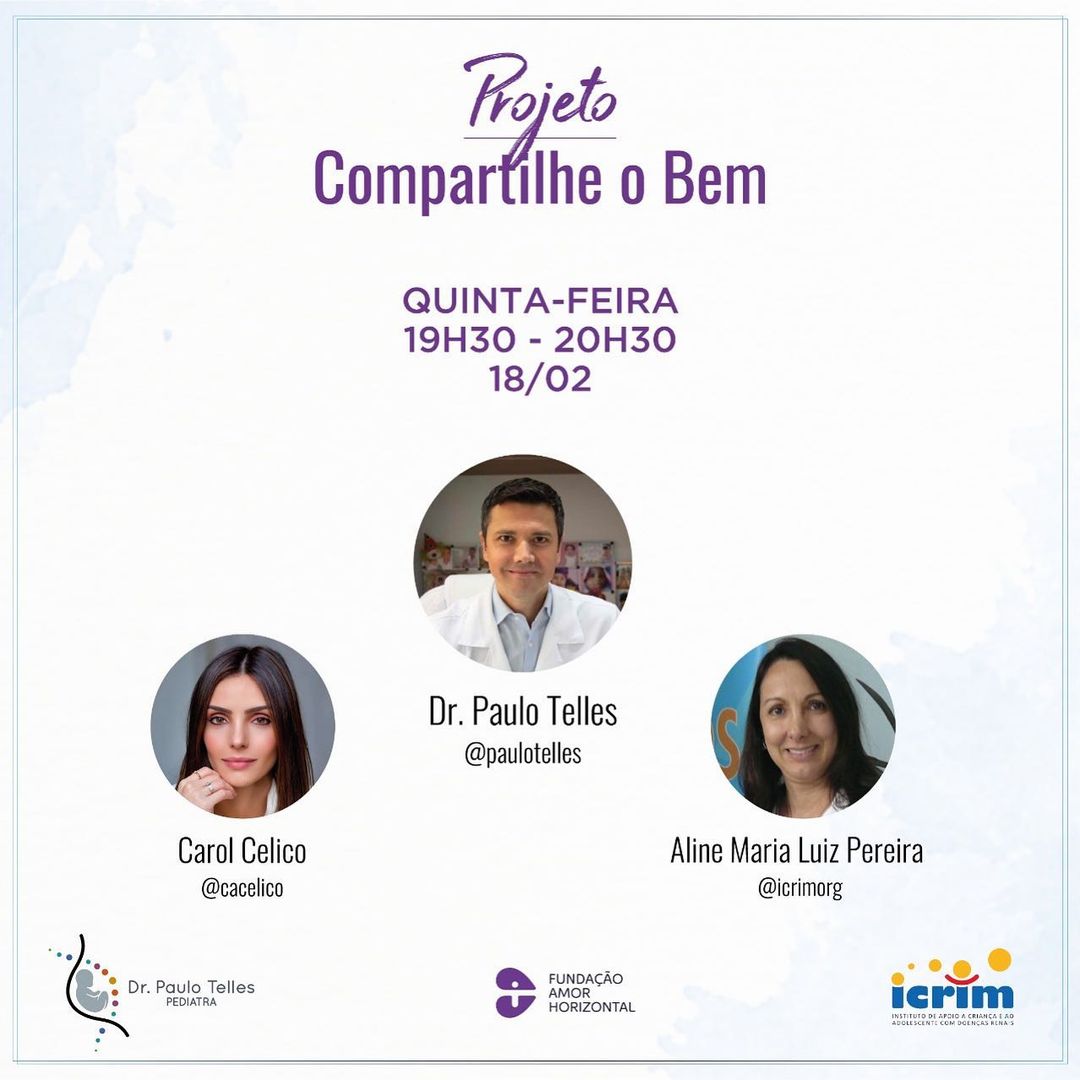 Projeto
Compartilhe o Bem
QUINTA-FEIRA
19H30 - 20H30
18/02
Dr. Paulo Telles
@paulotelles
Carol Celico
@cacelico
Aline Maria Luiz Pereira
@icrimorg
Dr. Paulo Telles
PEDIATRA
FUNDAÇÃO
AMOR
HORIZONTAL
icrim
INSTITUTO DE APOIO A CRIANÇA E AO
ADOLESCENTE COM DOENÇAS RENAIS
S